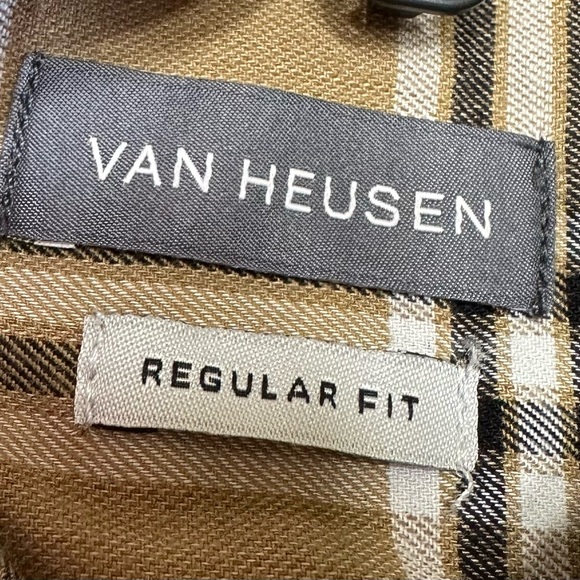 VAN HEUSEN
REGULAR FIT